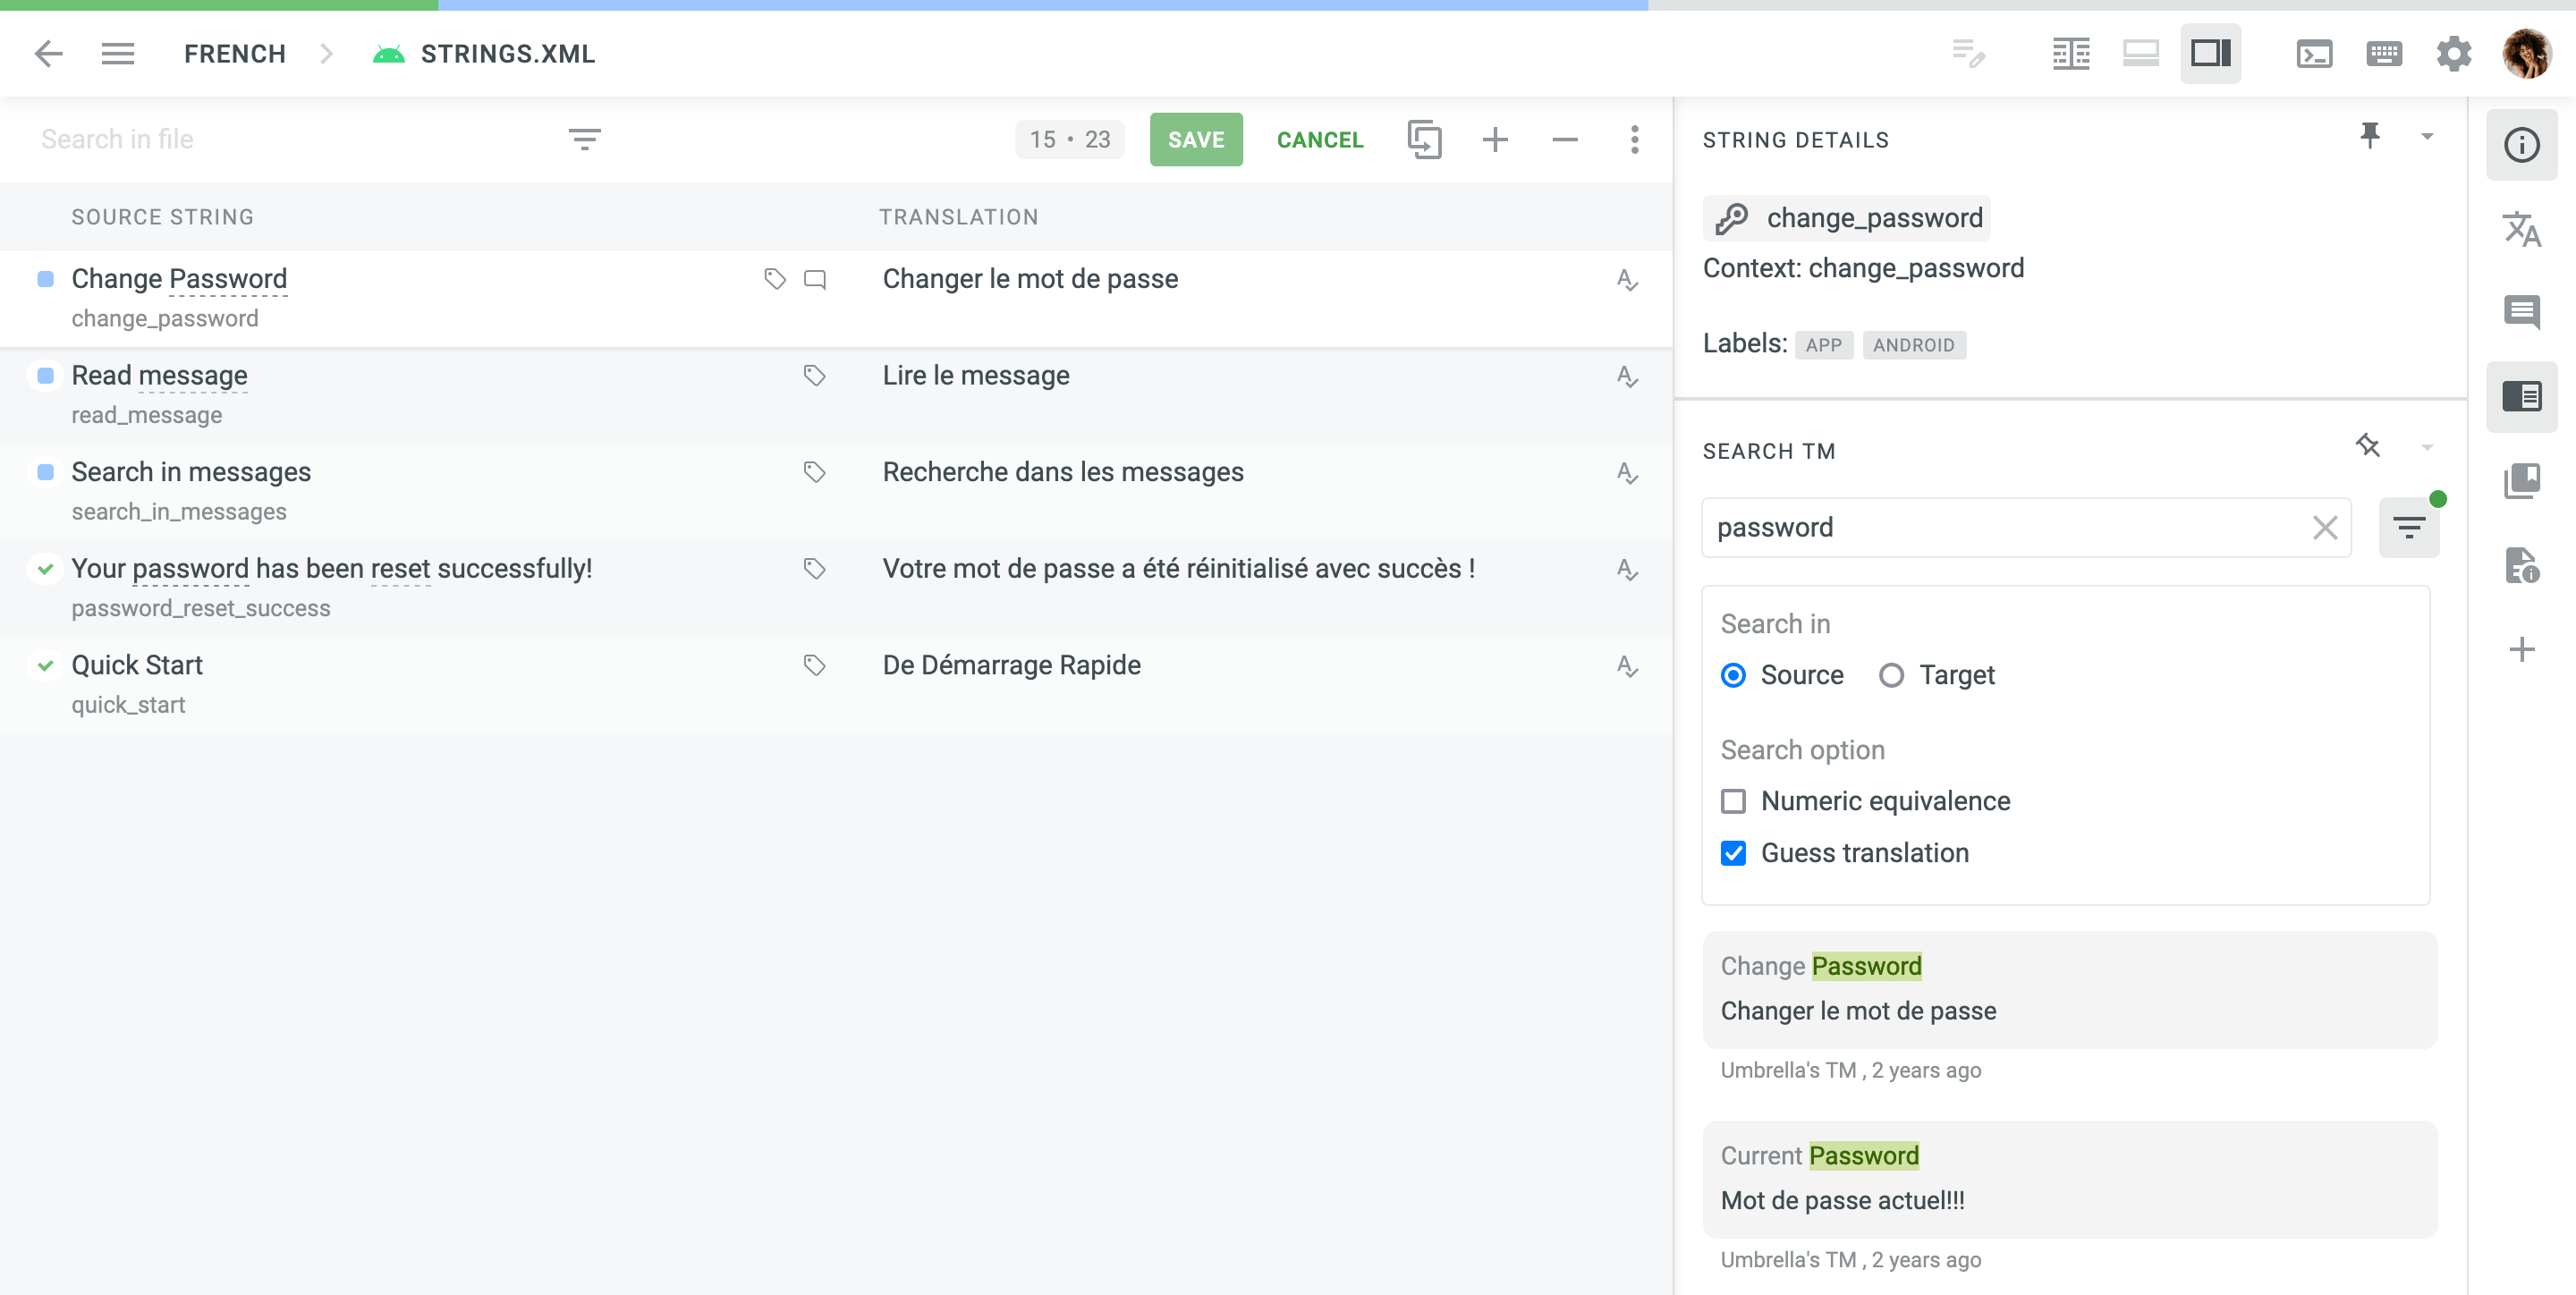 FRENCH
STRINGS.XML
Search in file
15 • 23
SAVE
CANCEL
SOURCE STRING
TRANSLATION
Change Password
change_password
Changer le mot de passe
Read message
read_message
Lire le message
Search in messages
search_in_messages
Recherche dans les messages
Your password has been reset successfully!
password_reset_success
Votre mot de passe a été réinitialisé avec succès !
Quick Start
quick_start
De Démarrage Rapide
STRING DETAILS
change_password
Context: change_password
Labels: APP ANDROID
SEARCH TM
password
Search in
Source
Target
Search option
Numeric equivalence
Guess translation
Change Password
Changer le mot de passe
Umbrella's TM , 2 years ago
Current Password
Mot de passe actuel!!!
Umbrella's TM , 2 years ago